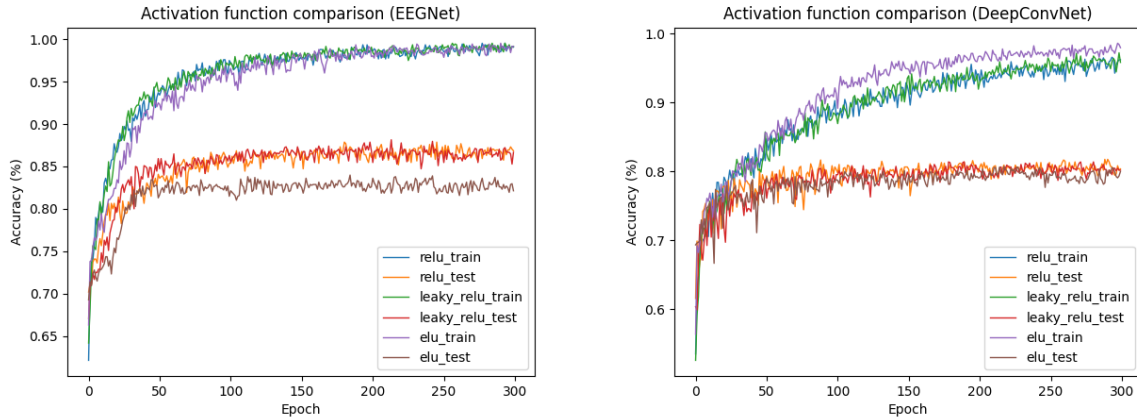 Activation function comparison (EEGNet)
1.00
0.95
0.90
0.85
0.80
0.75
0.70
0.65
Accuracy (%)
0
50
100
150
200
250
300
Epoch
relu_train
relu_test
leaky_relu_train
leaky_relu_test
elu_train
elu_test
Activation function comparison (DeepConvNet)
1.0
0.9
0.8
0.7
0.6
Accuracy (%)
0
50
100
150
200
250
300
Epoch
relu_train
relu_test
leaky_relu_train
leaky_relu_test
elu_train
elu_test